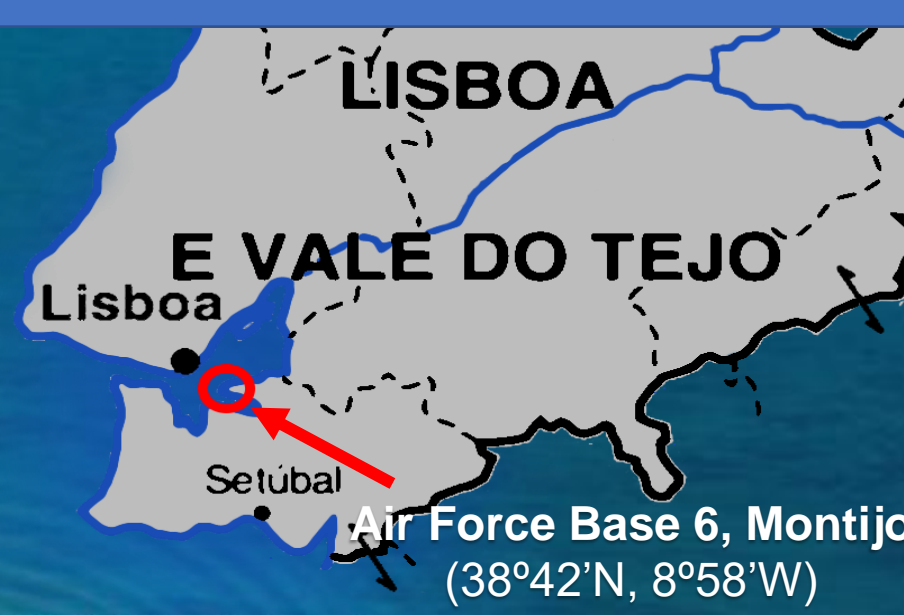 LISBOA
E VALE DO TEJO
Lisboa
Setúbal
Air Force Base 6, Montijo
(38º42'N, 8º58'W)